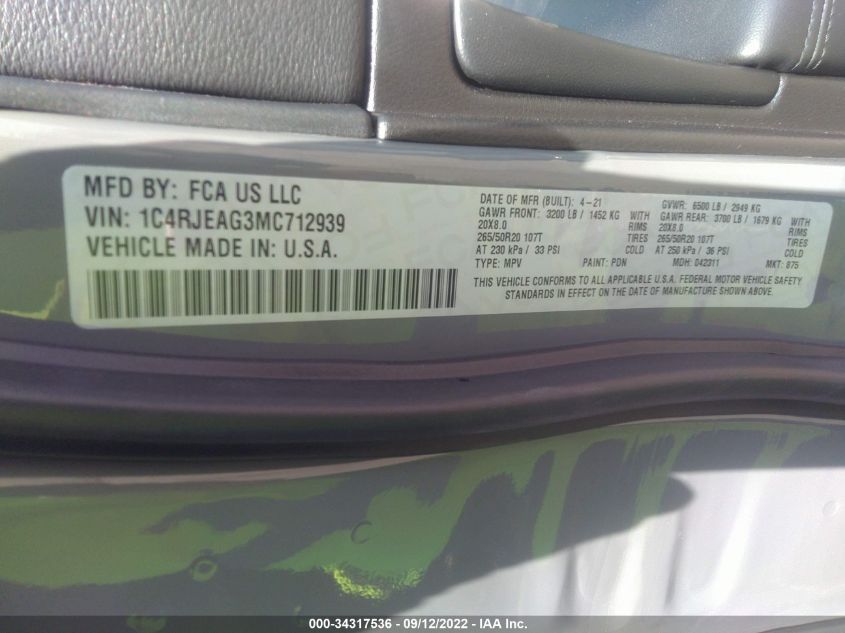 MFD BY: FCA US LLC
VIN: 1C4RJEAG3MC712939
VEHICLE MADE IN: U.S.A.
DATE OF MFR (BUILT): 4-21 GVWR: 6500 LB / 2949 KG
GAWR FRONT: 3200 LB / 1452 KG WITH GAWR REAR: 3700 LB / 1679 KG WITH
20X8.0 RIMS 20X8.0 RIMS
265/50R20 107T TIRES 265/50R20 107T TIRES
AT 230 kPa / 33 PSI COLD AT 250 kPa / 36 PSI COLD
TYPE: MPV PAINT: PDN MDH: 042311 MKT: 875
THIS VEHICLE CONFORMS TO ALL APPLICABLE U.S.A. FEDERAL MOTOR VEHICLE SAFETY
STANDARDS IN EFFECT ON THE DATE OF MANUFACTURE SHOWN ABOVE.
000-34317536 - 09/12/2022 - IAA Inc.